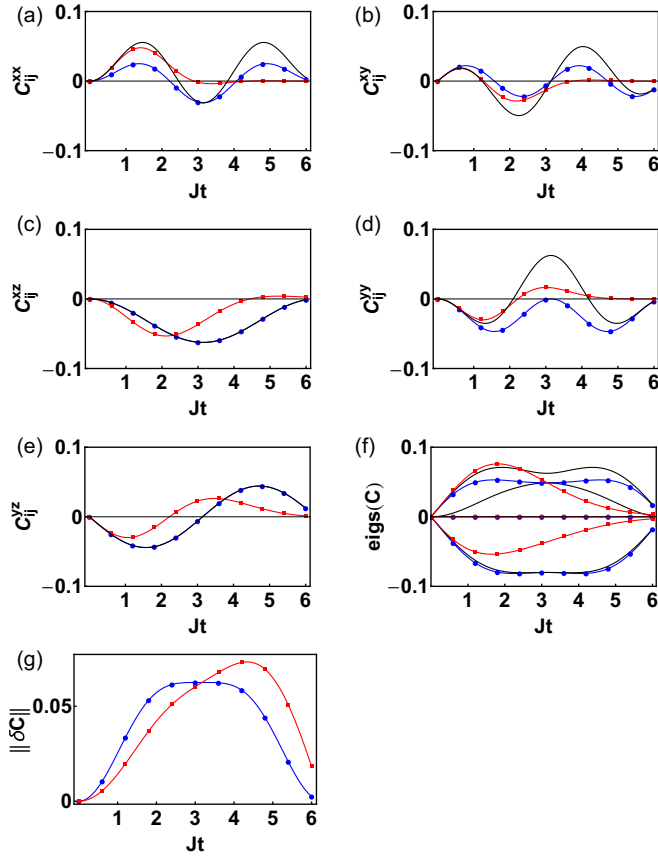 (a) (b)
0.1 0.1
C_ij^xx C_ij^xy
0 0
−0.1 −0.1
1 2 3 4 5 6 1 2 3 4 5 6
Jt Jt
(c) (d)
0.1 0.1
C_ij^xz C_ij^yy
0 0
−0.1 −0.1
1 2 3 4 5 6 1 2 3 4 5 6
Jt Jt
(e) (f)
0.1 0.1
C_ij^yz eigs(C)
0 0
−0.1 −0.1
1 2 3 4 5 6 1 2 3 4 5 6
Jt Jt
(g)
0.05
||δC||
0
1 2 3 4 5 6
Jt